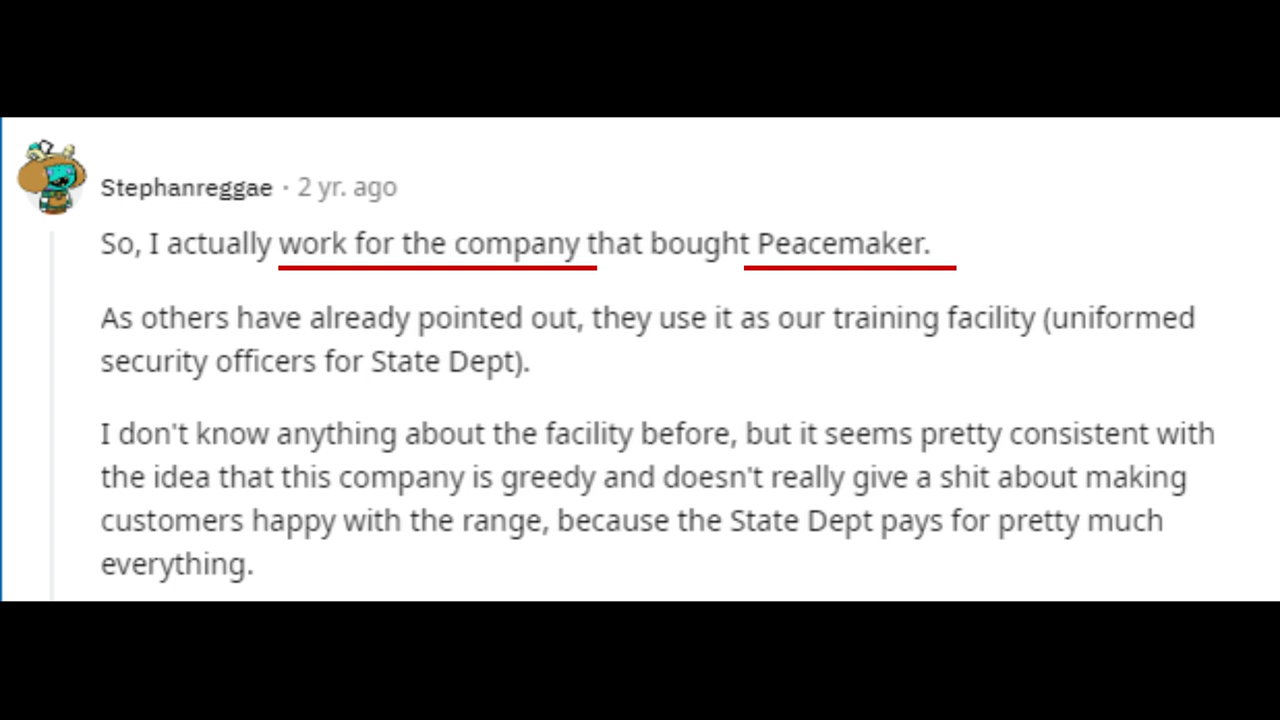 Stephanreggae · 2 yr. ago
So, I actually work for the company that bought Peacemaker.
As others have already pointed out, they use it as our training facility (uniformed
security officers for State Dept).
I don't know anything about the facility before, but it seems pretty consistent with
the idea that this company is greedy and doesn't really give a shit about making
customers happy with the range, because the State Dept pays for pretty much
everything.